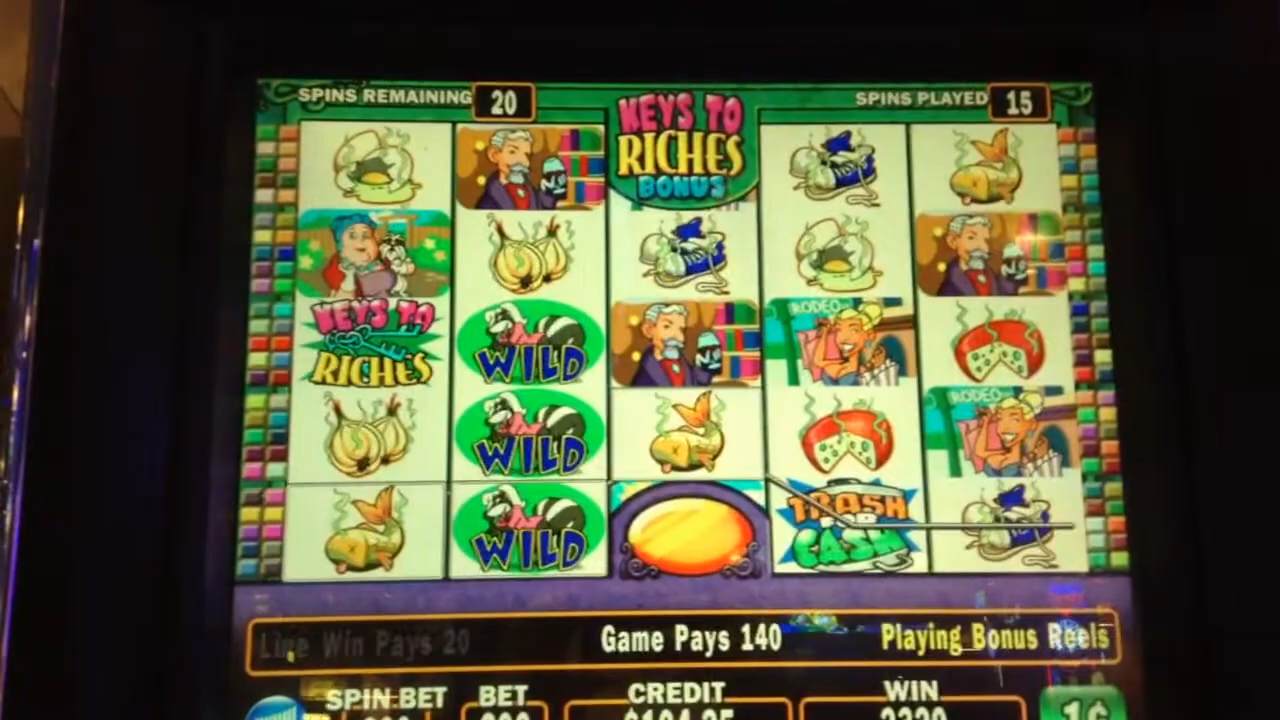 SPINS REMAINING 20
SPINS PLAYED 15
KEYS TO
RICHES
BONUS
KEYS TO
RICHES
WILD
RODEO
WILD
RODEO
WILD
TRASH
FOR
CASH
Line Win Pays 20
Game Pays 140
Playing Bonus Reels
SPIN BET
BET
CREDIT
WIN
1¢